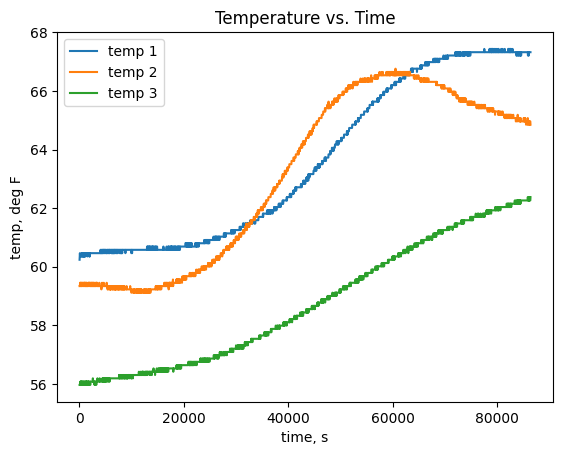 Temperature vs. Time
temp 1
temp 2
temp 3
temp, deg F
68
66
64
62
60
58
56
0
20000
40000
60000
80000
time, s